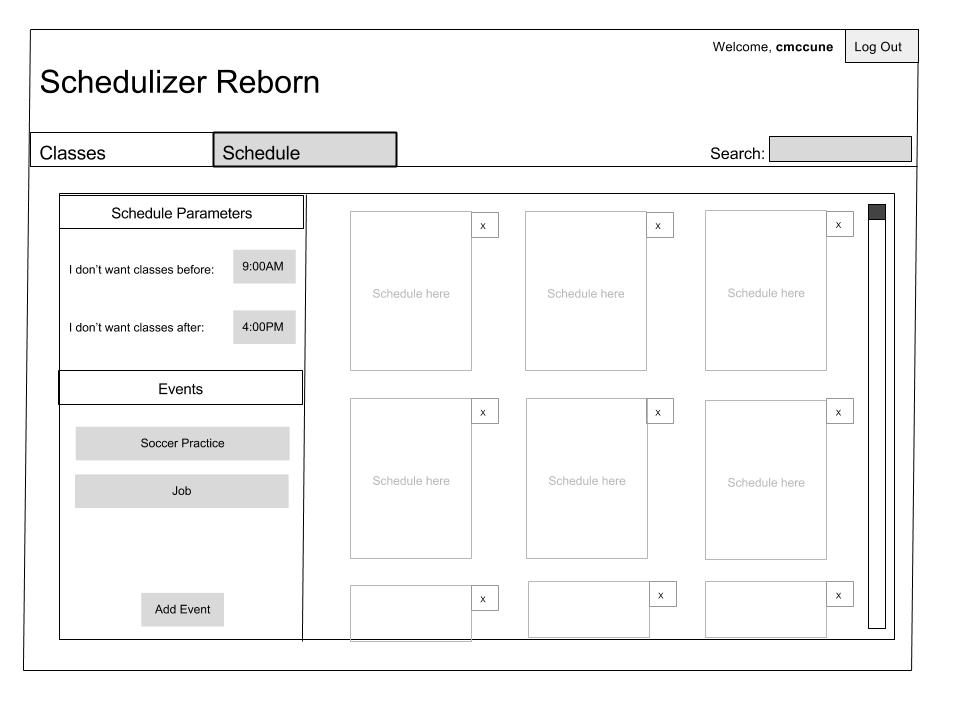 Welcome, cmccune
Log Out
Schedulizer Reborn
Classes
Schedule
Search:
Schedule Parameters
I don't want classes before:
9:00AM
I don't want classes after:
4:00PM
Events
Soccer Practice
Job
Add Event
x
x
x
Schedule here
Schedule here
Schedule here
x
x
x
Schedule here
Schedule here
Schedule here
x
x
x